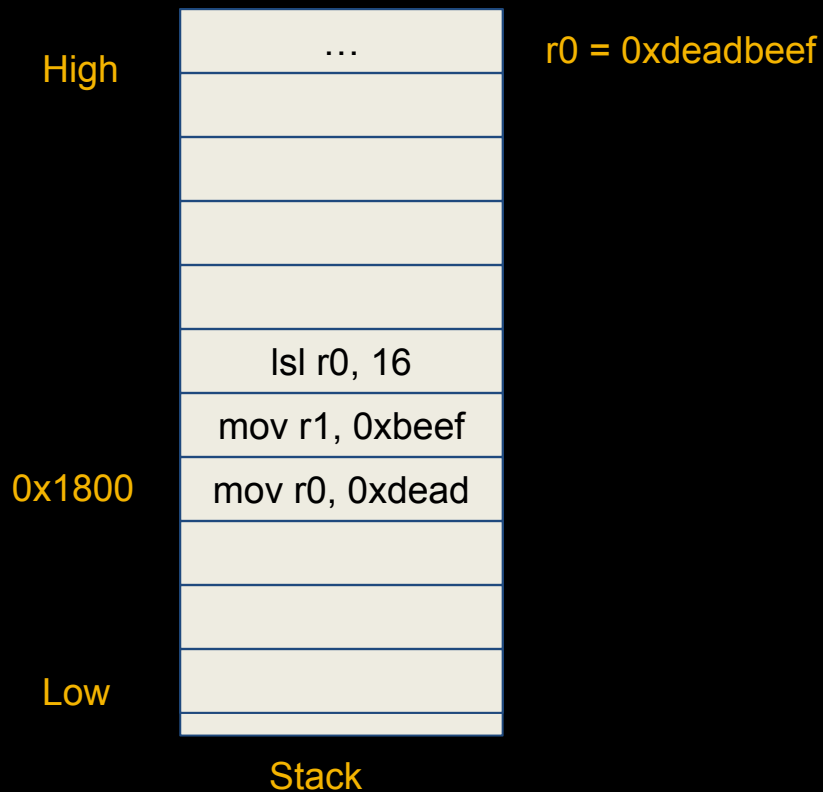 …
r0 = 0xdeadbeef
High
lsl r0, 16
mov r1, 0xbeef
0x1800
mov r0, 0xdead
Low
Stack